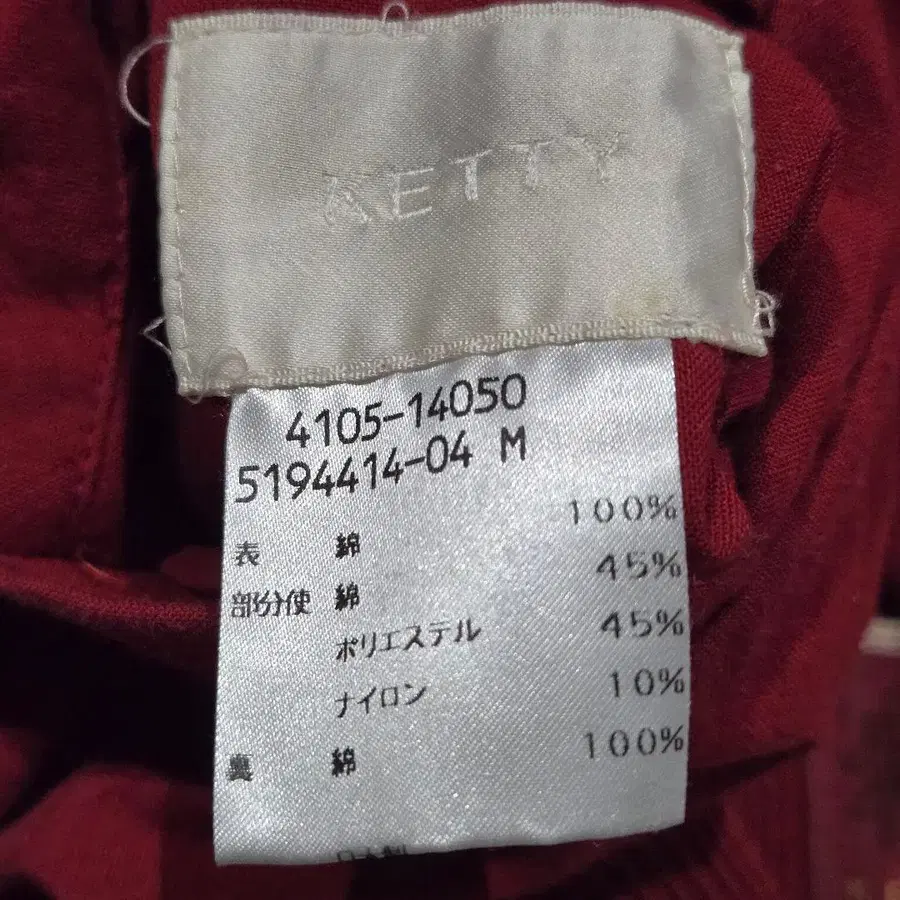 KETTY
4105-14050
5194414-04 M
表 綿 100%
部分使 綿 45%
ポリエステル 45%
ナイロン 10%
裏 綿 100%